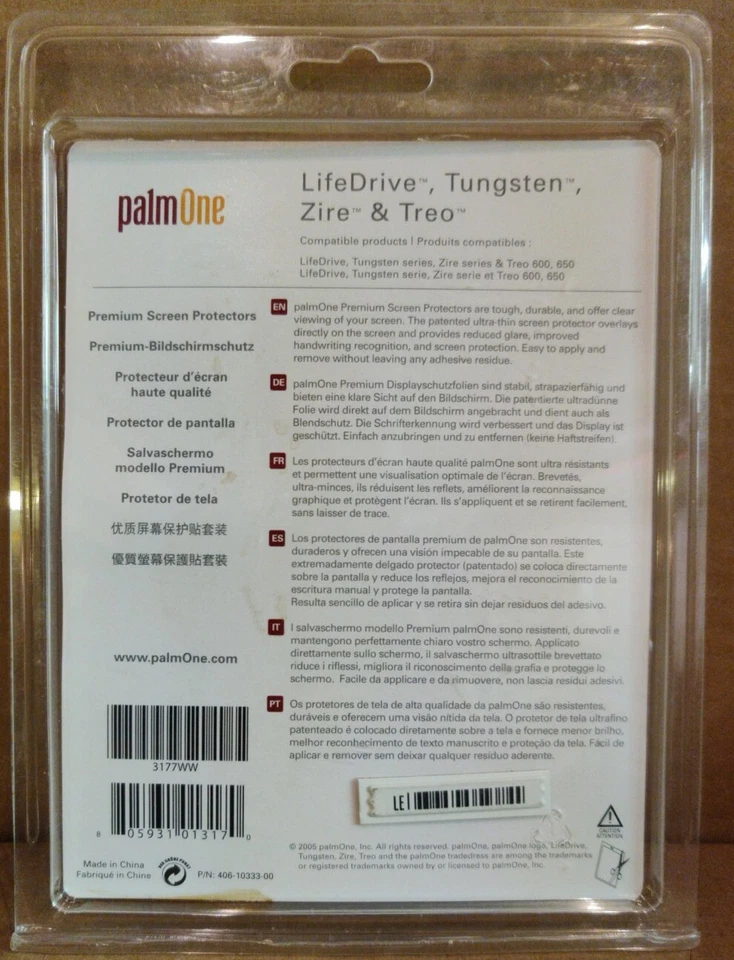 palmOne
LifeDrive™, Tungsten™,
Zire™ & Treo™
Compatible products | Produits compatibles :
LifeDrive, Tungsten series, Zire series & Treo 600, 650
LifeDrive, Tungsten serie, Zire serie et Treo 600, 650
Premium Screen Protectors
Premium-Bildschirmschutz
Protecteur d'écran
haute qualité
Protector de pantalla
Salvaschermo
modello Premium
Protetor de tela
优质屏幕保护贴套装
優質螢幕保護貼套裝
www.palmOne.com
EN
palmOne Premium Screen Protectors are tough, durable, and offer clear
viewing of your screen. The patented ultra-thin screen protector overlays
directly on the screen and provides reduced glare, improved
handwriting recognition, and screen protection. Easy to apply and
remove without leaving any adhesive residue.
DE
palmOne Premium Displayschutzfolien sind stabil, strapazierfähig und
bieten eine klare Sicht auf den Bildschirm. Die patentierte ultradünne
Folie wird direkt auf dem Bildschirm angebracht und dient auch als
Blendschutz. Die Schrifterkennung wird verbessert und das Display ist
geschützt. Einfach anzubringen und zu entfernen (keine Haftstreifen).
FR
Les protecteurs d'écran haute qualité palmOne sont ultra résistants
et permettent une visualisation optimale de l'écran. Brevetés,
ultra-minces, ils réduisent les reflets, améliorent la reconnaissance
graphique et protègent l'écran. Ils s'appliquent et se retirent facilement,
sans laisser de trace.
ES
Los protectores de pantalla premium de palmOne son resistentes,
duraderos y ofrecen una visión impecable de su pantalla. Este
extremadamente delgado protector (patentado) se coloca directamente
sobre la pantalla y reduce los reflejos, mejora el reconocimiento de la
escritura manual y protege la pantalla.
Resulta sencillo de aplicar y se retira sin dejar residuos del adesivo.
IT
I salvaschermo modello Premium palmOne sono resistenti, durevoli e
mantengono perfettamente chiaro vostro schermo. Applicato
direttamente sullo schermo, il salvaschermo ultrasottile brevettato
riduce i riflessi, migliora il riconoscimento della grafia e protegge lo
schermo. Facile da applicare e da rimuovere, non lascia residui adesivi.
PT
Os protetores de tela de alta qualidade da palmOne são resistentes,
duráveis e oferecem uma visão nítida da tela. O protetor de tela ultrafino
patenteado é colocado diretamente sobre a tela e fornece menor brilho,
melhor reconhecimento de texto manuscrito e proteção da tela. Fácil de
aplicar e remover sem deixar qualquer resíduo aderente.
3177WW
8 05931 01317 0
LE
CAUTION
ATTENTION
Made in China
Fabriqué en Chine
DER GRÜNE PUNKT
P/N: 406-10333-00
© 2005 palmOne, Inc. All rights reserved. palmOne, palmOne logo, LifeDrive,
Tungsten, Zire, Treo and the palmOne tradedress are among the trademarks
or registered trademarks owned by or licensed to palmOne, Inc.